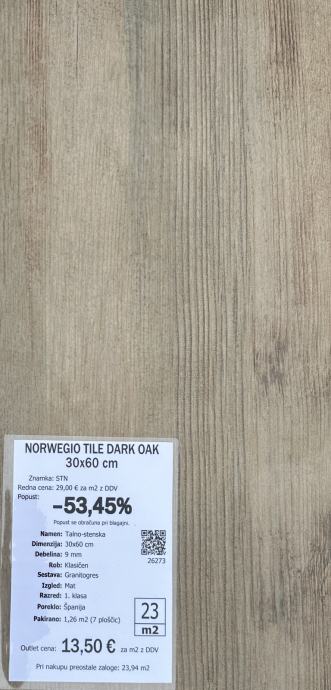 NORWEGIO TILE DARK OAK
30x60 cm
Znamka: STN
Redna cena: 29,00 € za m2 z DDV
Popust:
-53,45%
Popust se obračuna pri blagajni.
Namen: Talno-stenska
Dimenzija: 30x60 cm
Debelina: 9 mm
Rob: Klasičen
Sestava: Granitogres
Izgled: Mat
Razred: 1. klasa
Poreklo: Španija
Pakirano: 1,26 m2 (7 ploščic)
26273
23
m2
Outlet cena: 13,50 € za m2 z DDV
Pri nakupu preostale zaloge: 23,94 m2